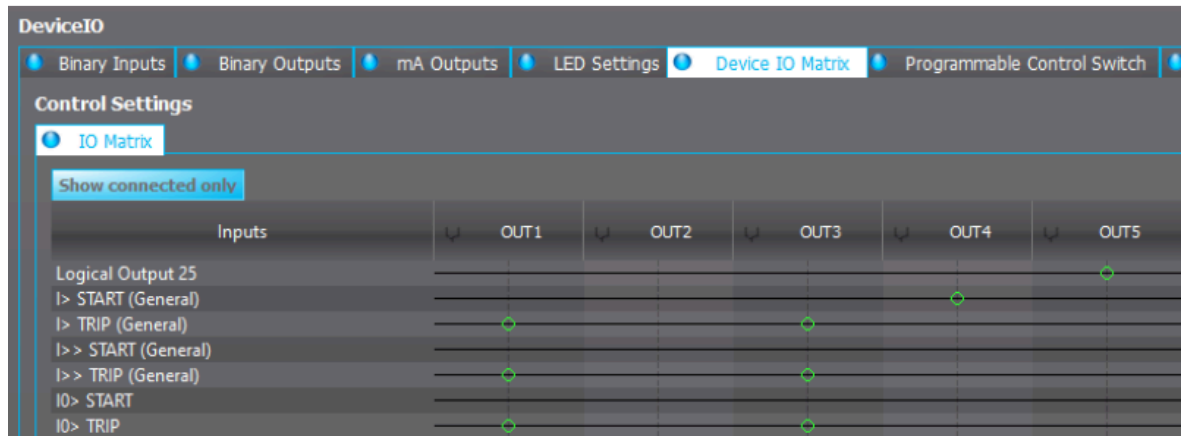 DeviceIO
Binary Inputs Binary Outputs mA Outputs LED Settings Device IO Matrix Programmable Control Switch
Control Settings
IO Matrix
Show connected only
Inputs OUT1 OUT2 OUT3 OUT4 OUT5
Logical Output 25
I> START (General)
I> TRIP (General)
I>> START (General)
I>> TRIP (General)
I0> START
I0> TRIP